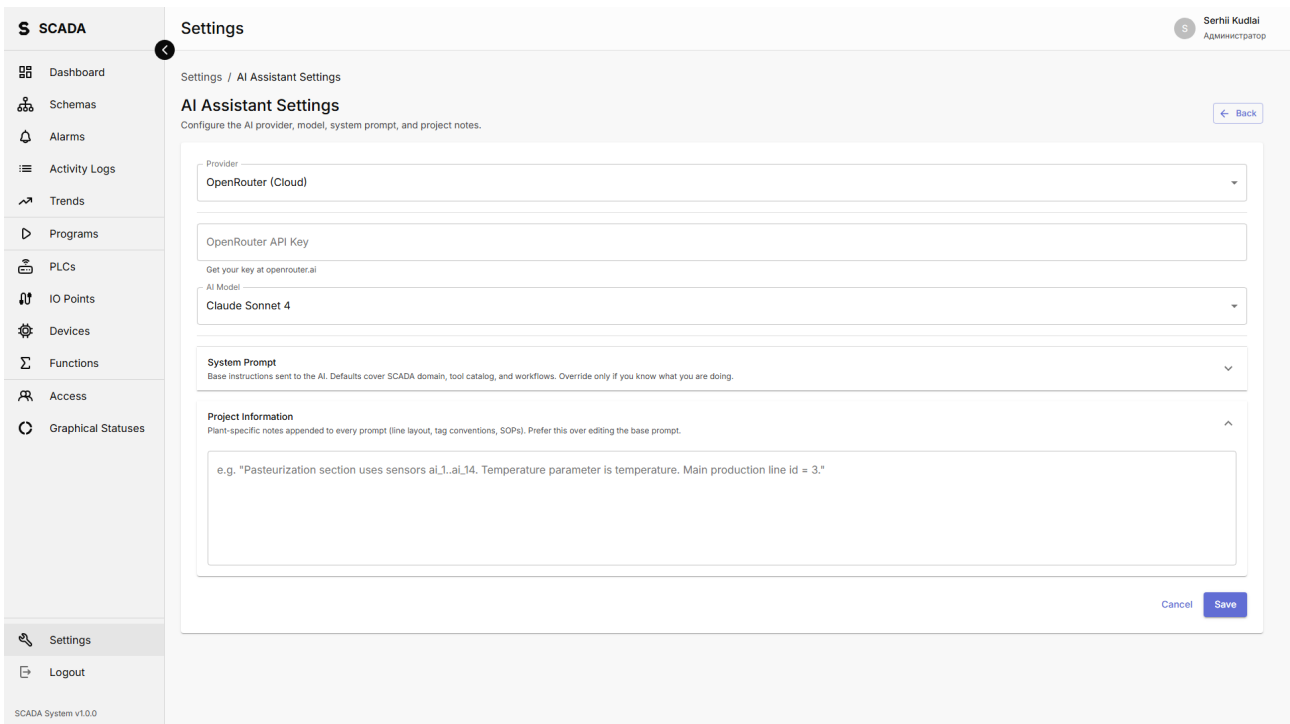 SCADA
Settings
S
Serhii Kudlai
Администратор
Dashboard
Schemas
Alarms
Activity Logs
Trends
Programs
PLCs
IO Points
Devices
Functions
Access
Graphical Statuses
Settings
Logout
SCADA System v1.0.0
Settings / AI Assistant Settings
AI Assistant Settings
Configure the AI provider, model, system prompt, and project notes.
Back
Provider
OpenRouter (Cloud)
OpenRouter API Key
Get your key at openrouter.ai
AI Model
Claude Sonnet 4
System Prompt
Base instructions sent to the AI. Defaults cover SCADA domain, tool catalog, and workflows. Override only if you know what you are doing.
Project Information
Plant-specific notes appended to every prompt (line layout, tag conventions, SOPs). Prefer this over editing the base prompt.
e.g. "Pasteurization section uses sensors ai_1..ai_14. Temperature parameter is temperature. Main production line id = 3."
Cancel
Save